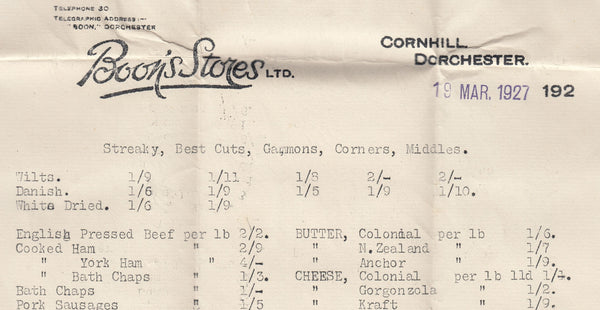 TELEPHONE 30
TELEGRAPHIC ADDRESS :-
"BOON," DORCHESTER
Boon's Stores LTD.
CORNHILL.
DORCHESTER.
19 MAR. 1927 192
Streaky, Best Cuts, Gammons, Corners, Middles.
Wilts. 1/9 1/11 1/8 2/- 2/-
Danish. 1/6 1/9 1/5 1/9 1/10.
White Dried. 1/6 1/9
English Pressed Beef per lb 2/2. BUTTER, Colonial per lb 1/6.
Cooked Ham 2/9 " N.Zealand " 1/7
" York Ham " 4/- " Anchor " 1/9.
" Bath Chaps 1/3. CHEESE, Colonial per lb 11d 1/-.
Bath Chaps " 1/- " Gorgonzola " 1/2.
Pork Sausages " 1/5 " Kraft " 1/9.